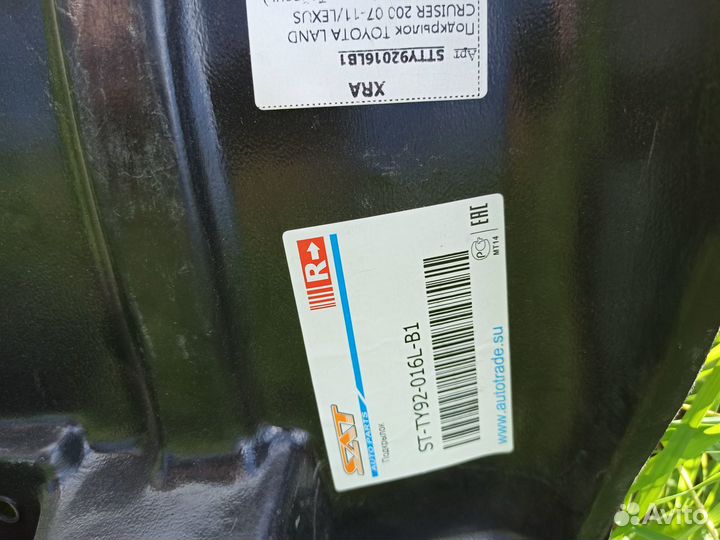 XRA
Арт STTY92016LB1
Подкрылок TOYOTA LAND
CRUISER 200 07-11/LEXUS
R
SAT
AUTO PARTS
Подкрылок
ST-TY92-016L-B1
www.autotrade.su
EAC
МТ14
Avito